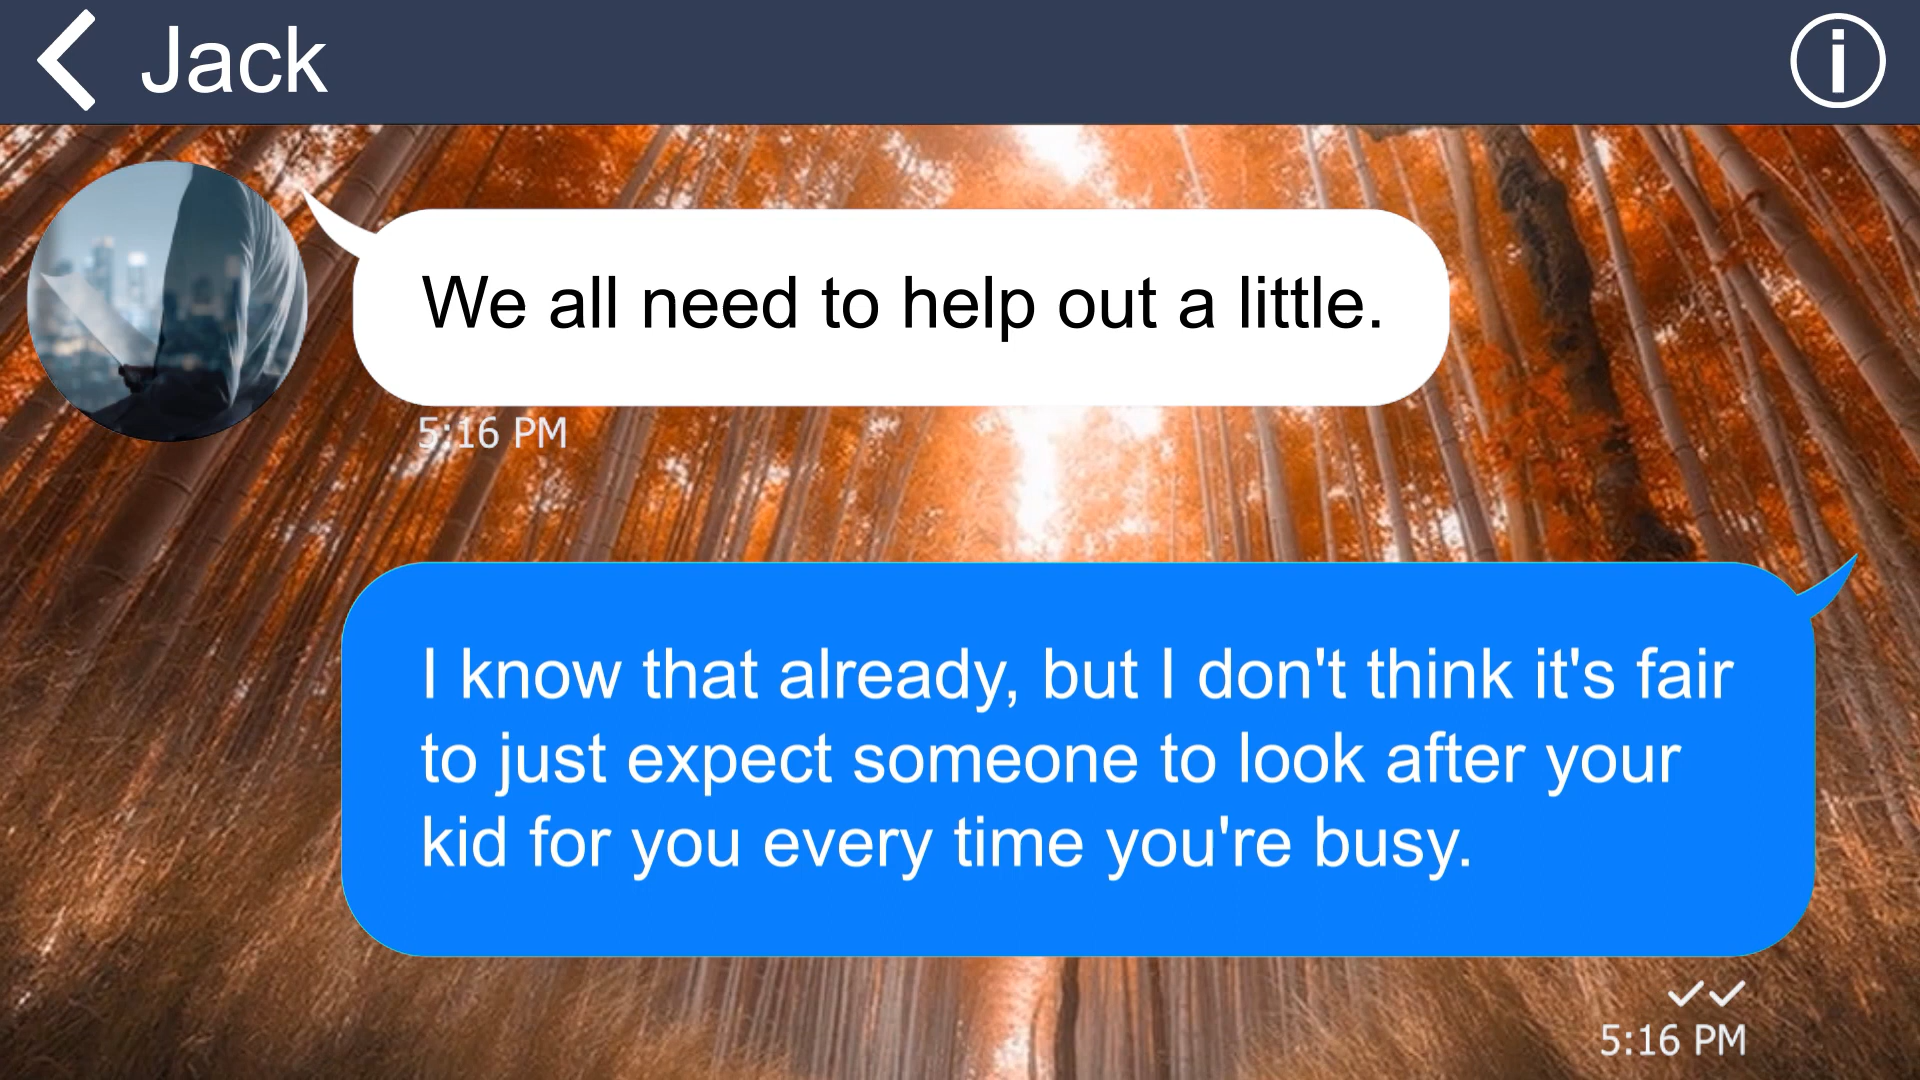 Jack
We all need to help out a little.
5:16 PM
I know that already, but I don't think it's fair
to just expect someone to look after your
kid for you every time you're busy.
5:16 PM